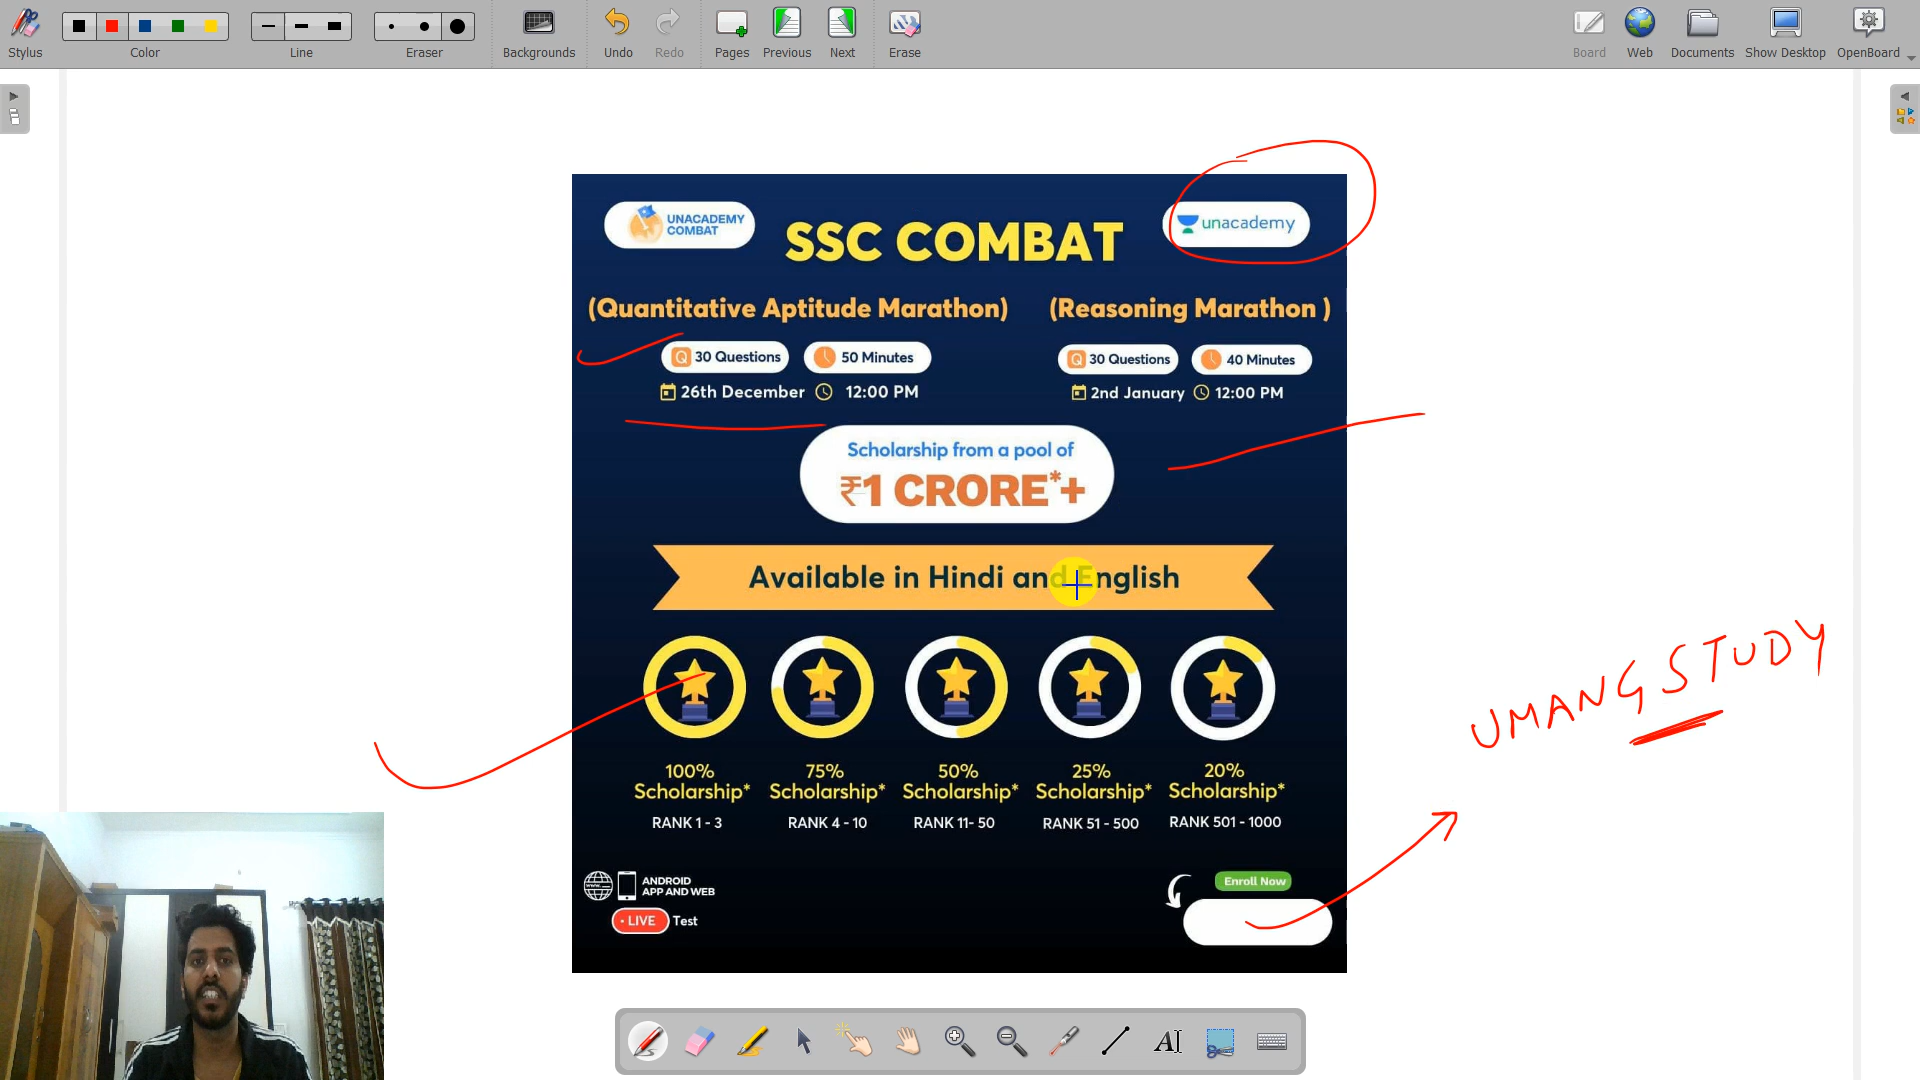 Stylus
Color
Line
Eraser
Backgrounds
Undo
Redo
Pages
Previous
Next
Erase
Board
Web
Documents
Show Desktop
OpenBoard
UNACADEMY
COMBAT
SSC COMBAT
unacademy
(Quantitative Aptitude Marathon)
(Reasoning Marathon )
Q 30 Questions
50 Minutes
Q 30 Questions
40 Minutes
26th December 12:00 PM
2nd January 12:00 PM
Scholarship from a pool of
₹1 CRORE*+
Available in Hindi and English
UMANGSTUDY
100%
Scholarship*
RANK 1 - 3
75%
Scholarship*
RANK 4 - 10
50%
Scholarship*
RANK 11- 50
25%
Scholarship*
RANK 51 - 500
20%
Scholarship*
RANK 501 - 1000
www.
ANDROID
APP AND WEB
• LIVE Test
Enroll Now
AI